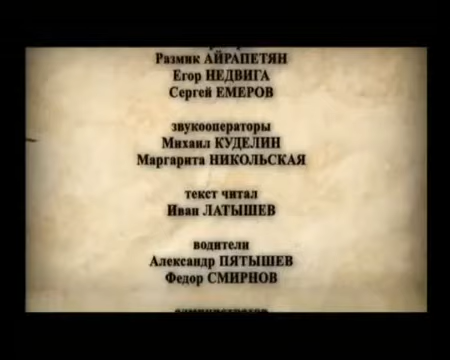 Размик АЙРАПЕТЯН
Егор НЕДВИГА
Сергей ЕМЕРОВ
звукооператоры
Михаил КУДЕЛИН
Маргарита НИКОЛЬСКАЯ
текст читал
Иван ЛАТЫШЕВ
водители
Александр ПЯТЫШЕВ
Федор СМИРНОВ